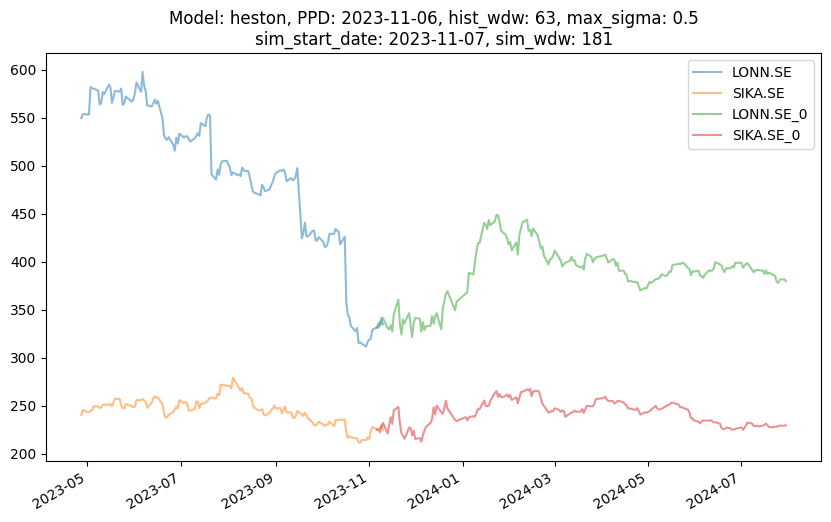 Model: heston, PPD: 2023-11-06, hist_wdw: 63, max_sigma: 0.5
sim_start_date: 2023-11-07, sim_wdw: 181
LONN.SE
SIKA.SE
LONN.SE_0
SIKA.SE_0
600
550
500
450
400
350
300
250
200
2023-05
2023-07
2023-09
2023-11
2024-01
2024-03
2024-05
2024-07